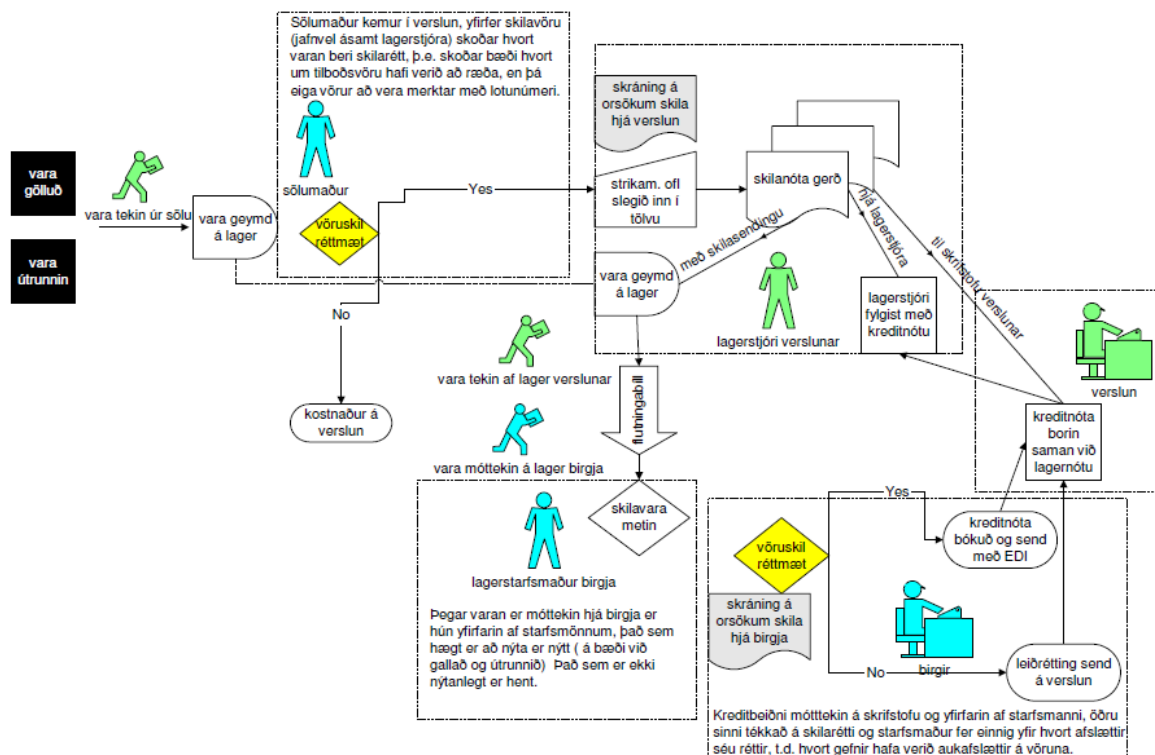 Sölumaður kemur í verslun, yfirfer skilavöru
(jafnvel ásamt lagerstjóra) skoðar hvort
varan beri skilarétt, þ.e. skoðar bæði hvort
um tilboðsvöru hafi verið að ræða, en þá
eiga vörur að vera merktar með lotunúmeri.
skráning á
orsökum skila
hjá verslun
vara
gölluð
vara
útrunnin
vara tekin úr sölu
vara geymd
á lager
sölumaður
vöruskil
réttmæt
Yes
No
strikam. ofl
slegið inn í
tölvu
skilanóta gerð
með skilasendingu
hjá lagerstjóra
til skrifstofu verslunar
vara geymd
á lager
lagerstjóri verslunar
lagerstjóri
fylgist með
kreditnótu
verslun
kostnaður á
verslun
vara tekin af lager verslunar
flutningabíll
vara móttekin á lager birgja
kreditnóta
borin
saman við
lagernótu
skilavara
metin
lagerstarfsmaður birgja
Þegar varan er móttekin hjá birgja er
hún yfirfarin af starfsmönnum, það sem
hægt er að nýta er nýtt ( á bæði við
gallað og útrunnið)  Það sem er ekki
nýtanlegt er hent.
Yes
kreditnóta
bókuð og send
með EDI
vöruskil
réttmæt
skráning á
orsökum skila
hjá birgja
birgir
No
leiðrétting send
á verslun
Kreditbeiðni mótttekin á skrifstofu og yfirfarin af starfsmanni, öðru
sinni tékkað á skilarétti og starfsmaður fer einnig yfir hvort afslættir
séu réttir, t.d. hvort gefnir hafa verið aukafslættir á vöruna.